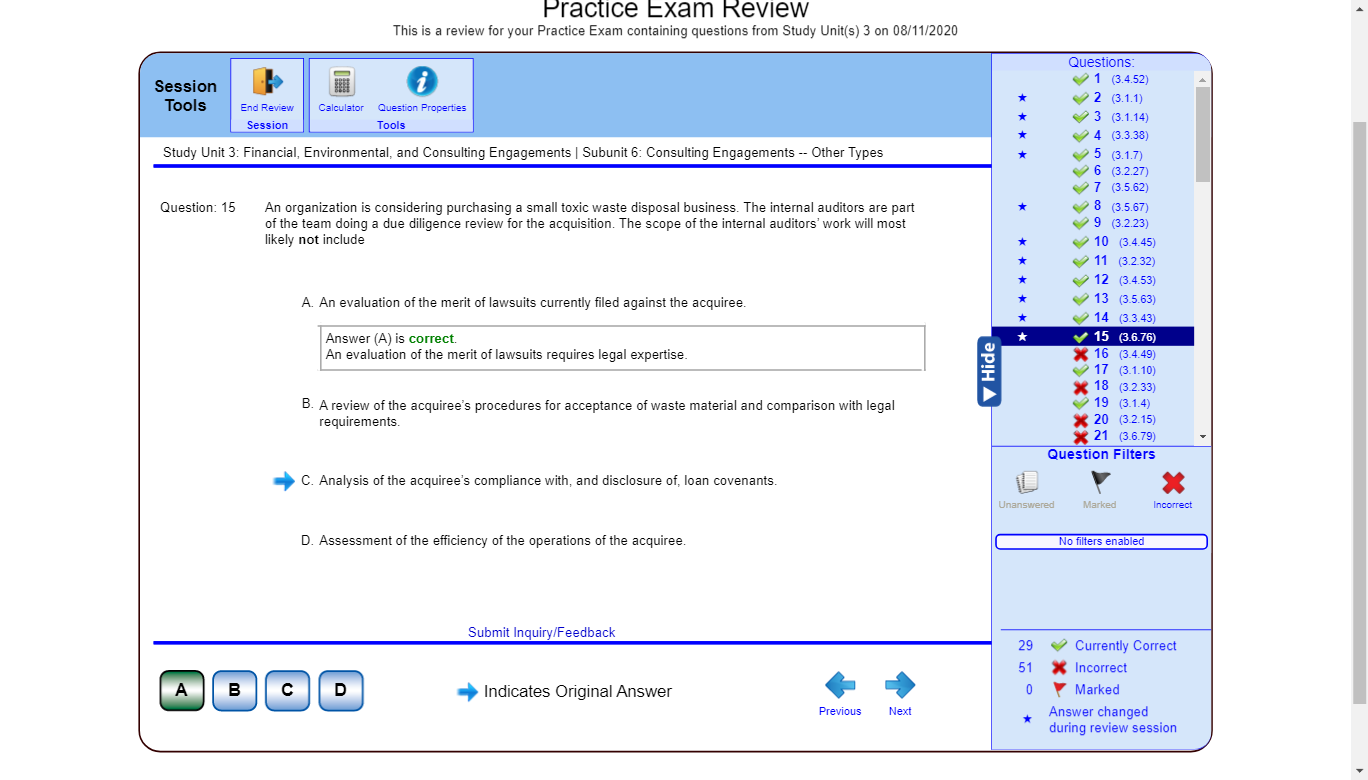 Practice Exam Review
This is a review for your Practice Exam containing questions from Study Unit(s) 3 on 08/11/2020
Session
Tools
End Review
Session
Calculator
Question Properties
Tools
Study Unit 3: Financial, Environmental, and Consulting Engagements | Subunit 6: Consulting Engagements -- Other Types
Question: 15
An organization is considering purchasing a small toxic waste disposal business. The internal auditors are part
of the team doing a due diligence review for the acquisition. The scope of the internal auditors’ work will most
likely not include
A. An evaluation of the merit of lawsuits currently filed against the acquiree.
Answer (A) is correct.
An evaluation of the merit of lawsuits requires legal expertise.
B. A review of the acquiree’s procedures for acceptance of waste material and comparison with legal
requirements.
C. Analysis of the acquiree’s compliance with, and disclosure of, loan covenants.
D. Assessment of the efficiency of the operations of the acquiree.
Submit Inquiry/Feedback
A
B
C
D
Indicates Original Answer
Previous
Next
Questions:
1 (3.4.52)
2 (3.1.1)
3 (3.1.14)
4 (3.3.38)
5 (3.1.7)
6 (3.2.27)
7 (3.5.62)
8 (3.5.67)
9 (3.2.23)
10 (3.4.45)
11 (3.2.32)
12 (3.4.53)
13 (3.5.63)
14 (3.3.43)
15 (3.6.76)
16 (3.4.49)
17 (3.1.10)
18 (3.2.33)
19 (3.1.4)
20 (3.2.15)
21 (3.6.79)
Hide
Question Filters
Unanswered
Marked
Incorrect
No filters enabled
29 Currently Correct
51 Incorrect
0 Marked
Answer changed
during review session